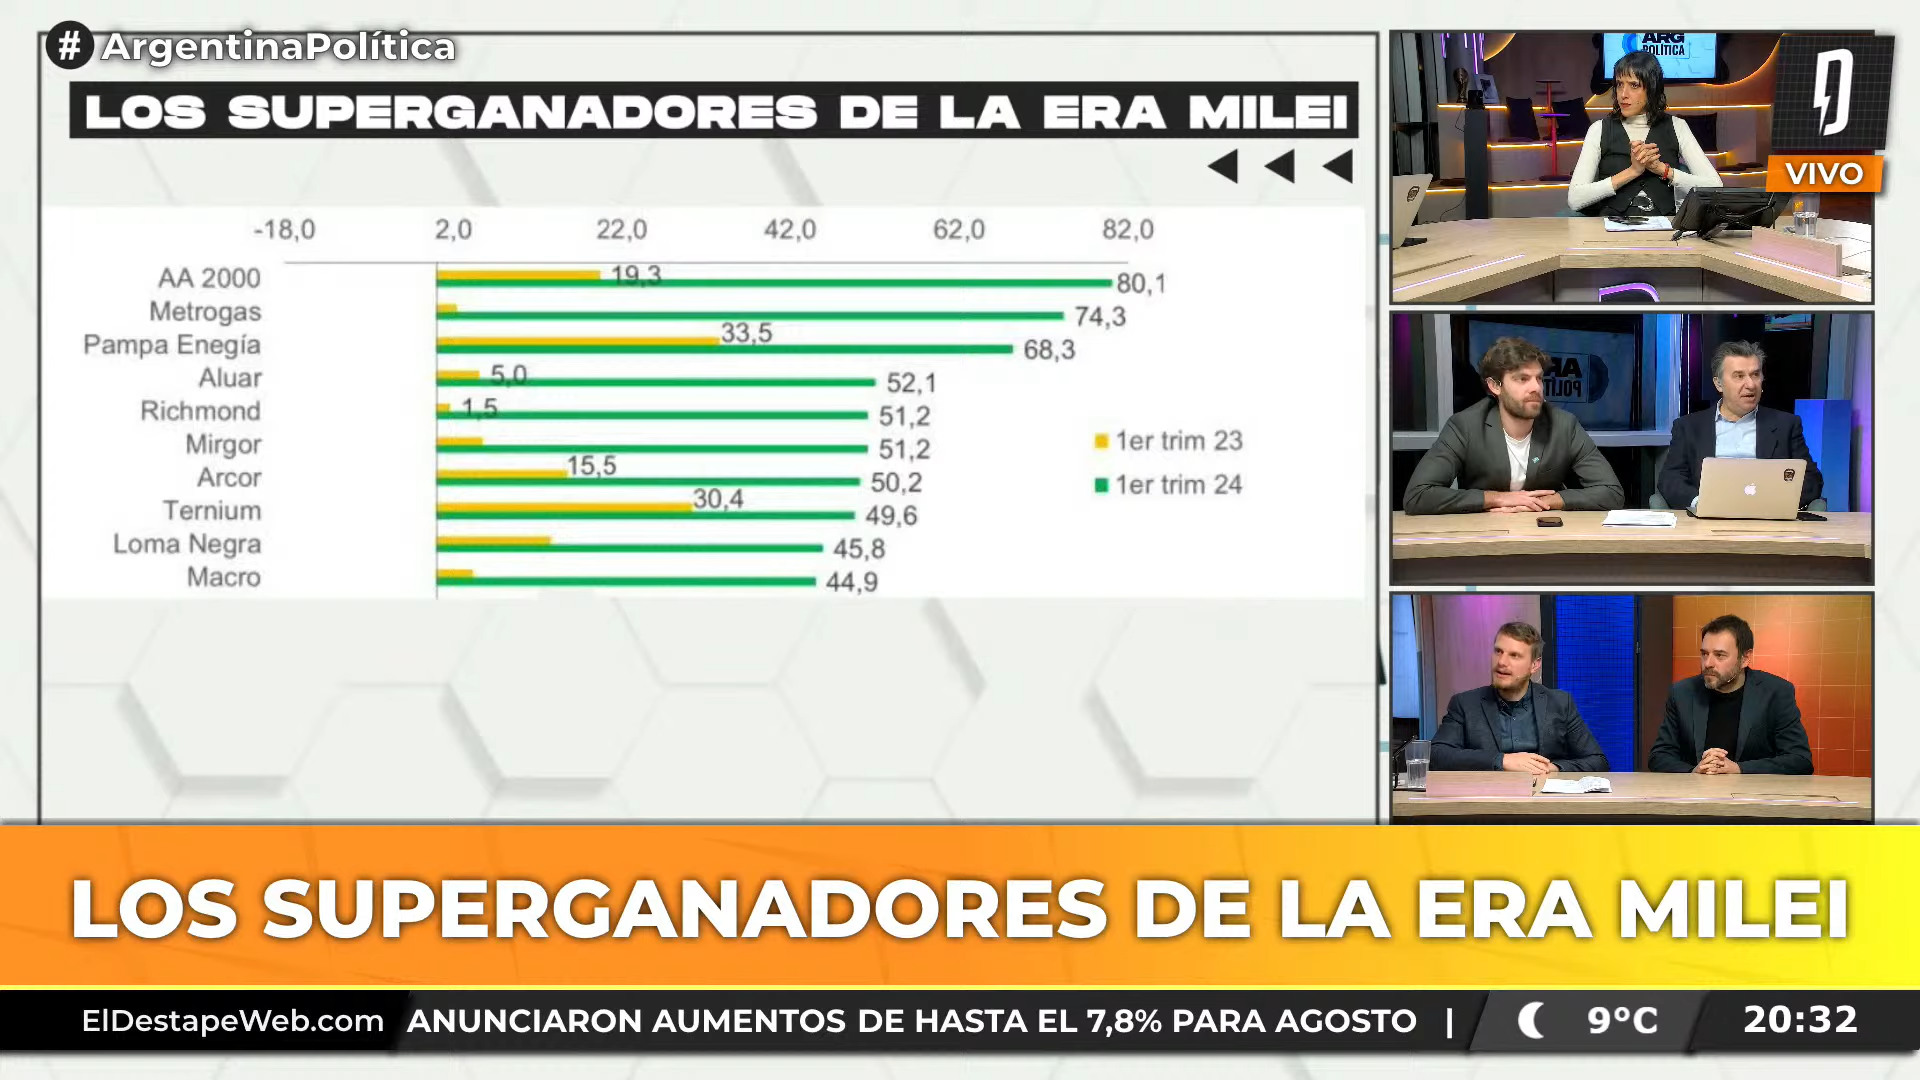 # ArgentinaPolítica
LOS SUPERGANADORES DE LA ERA MILEI
-18,0 2,0 22,0 42,0 62,0 82,0
AA 2000 19,3 80,1
Metrogas 74,3
Pampa Enegía 33,5 68,3
Aluar 5,0 52,1
Richmond 1,5 51,2
Mirgor 51,2
Arcor 15,5 50,2
Ternium 30,4 49,6
Loma Negra 45,8
Macro 44,9
1er trim 23
1er trim 24
ARG
POLÍTICA
VIVO
LOS SUPERGANADORES DE LA ERA MILEI
ElDestapeWeb.com ANUNCIARON AUMENTOS DE HASTA EL 7,8% PARA AGOSTO | 9°C 20:32